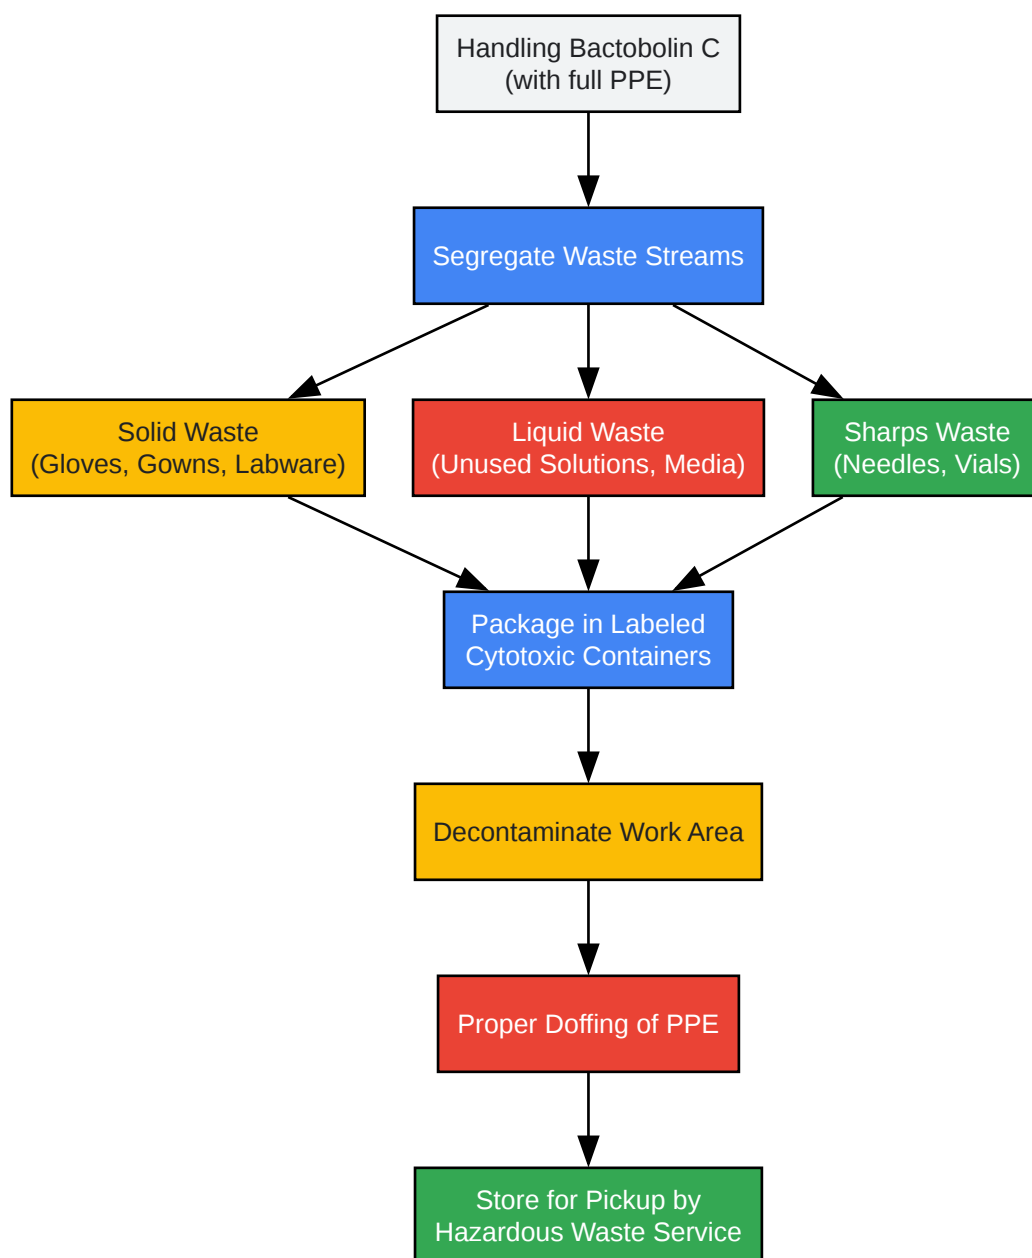 Handling Bactobolin C
(with full PPE)
Segregate Waste Streams
Solid Waste
(Gloves, Gowns, Labware)
Liquid Waste
(Unused Solutions, Media)
Sharps Waste
(Needles, Vials)
Package in Labeled
Cytotoxic Containers
Decontaminate Work Area
Proper Doffing of PPE
Store for Pickup by
Hazardous Waste Service